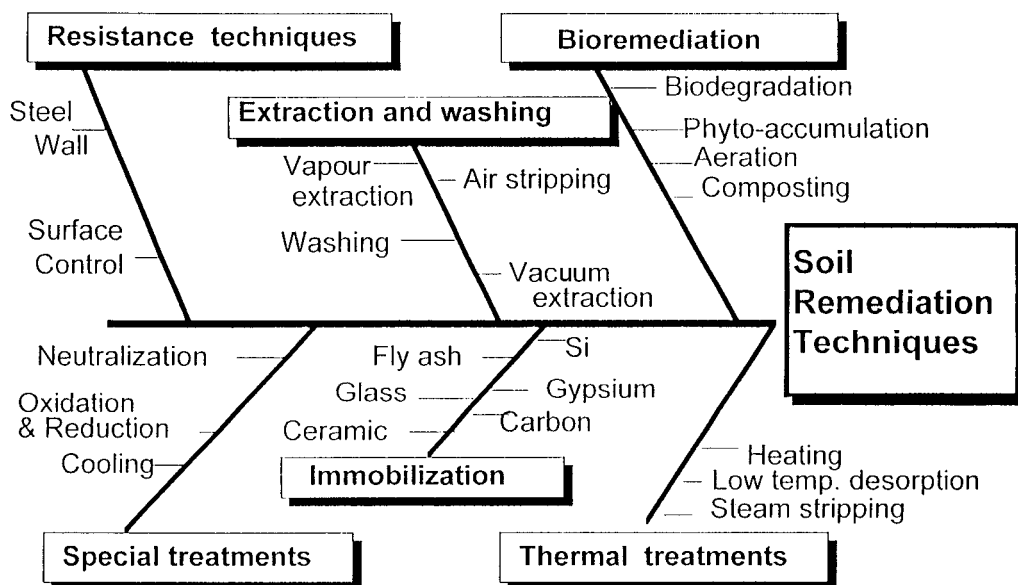 Resistance techniques
Steel
Wall
Surface
Control
Extraction and washing
Vapour
extraction
Air stripping
Washing
Vacuum
extraction
Bioremediation
Biodegradation
Phyto-accumulation
Aeration
Composting
Soil
Remediation
Techniques
Neutralization
Oxidation
& Reduction
Cooling
Special treatments
Fly ash
Si
Glass
Gypsium
Carbon
Ceramic
Immobilization
Heating
Low temp. desorption
Steam stripping
Thermal treatments